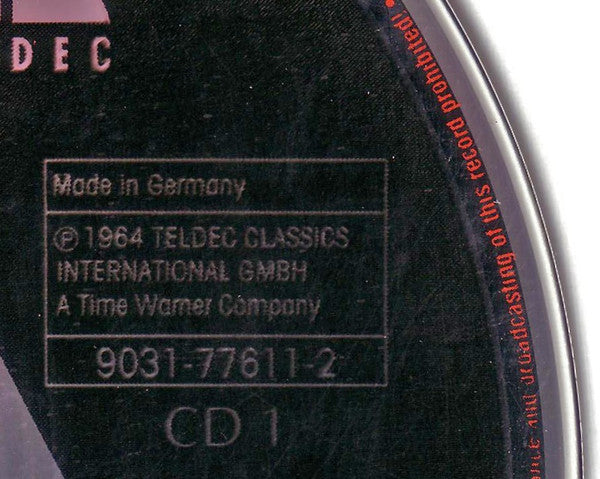 DEC
Made in Germany
℗ 1964 TELDEC CLASSICS
INTERNATIONAL GMBH
A Time Warner Company
9031-77611-2
CD 1
and broadcasting of this record prohibited!